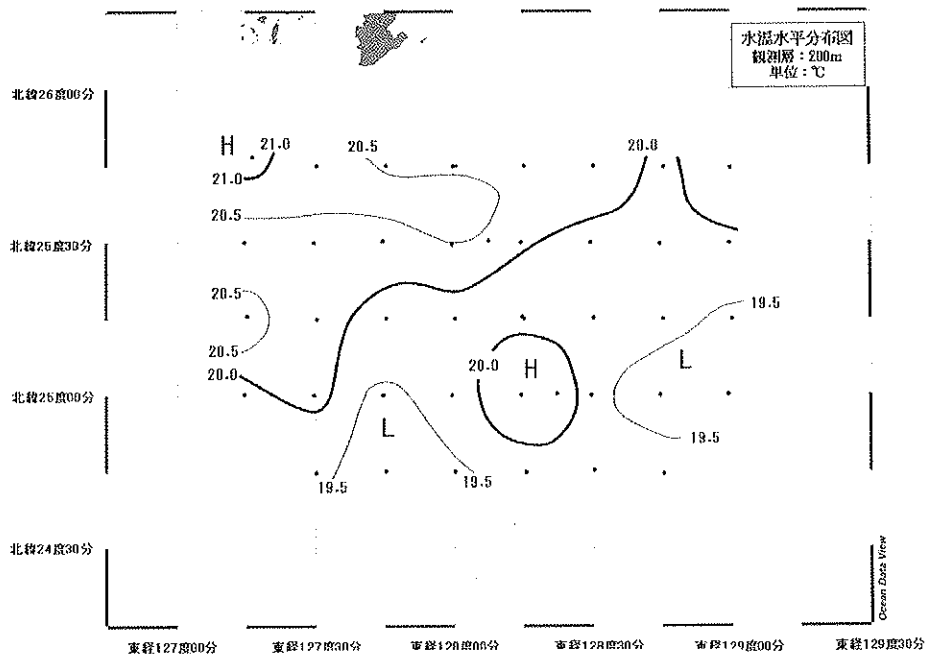 水温水平分布図
観測層：200m
単位：℃
北緯26度00分
H
21.0
20.5
20.0
21.0
20.5
北緯25度30分
20.5
19.5
20.5
20.0
H
L
20.0
北緯25度00分
L
19.5
19.5
19.5
北緯24度30分
Ocean Data View
東経127度00分
東経127度30分
東経128度00分
東経128度30分
東経129度00分
東経129度30分